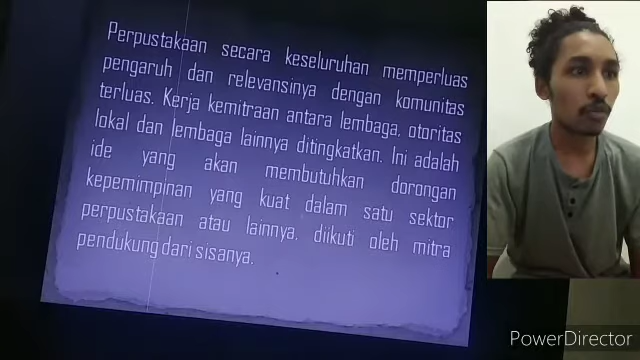 Perpustakaan secara keseluruhan memperluas
pengaruh dan relevansinya dengan komunitas
terluas. Kerja kemitraan antara lembaga, otoritas
lokal dan lembaga lainnya ditingkatkan. Ini adalah
ide yang akan membutuhkan dorongan
kepemimpinan yang kuat dalam satu sektor
perpustakaan atau lainnya, diikuti oleh mitra
pendukung dari sisanya.
PowerDirector